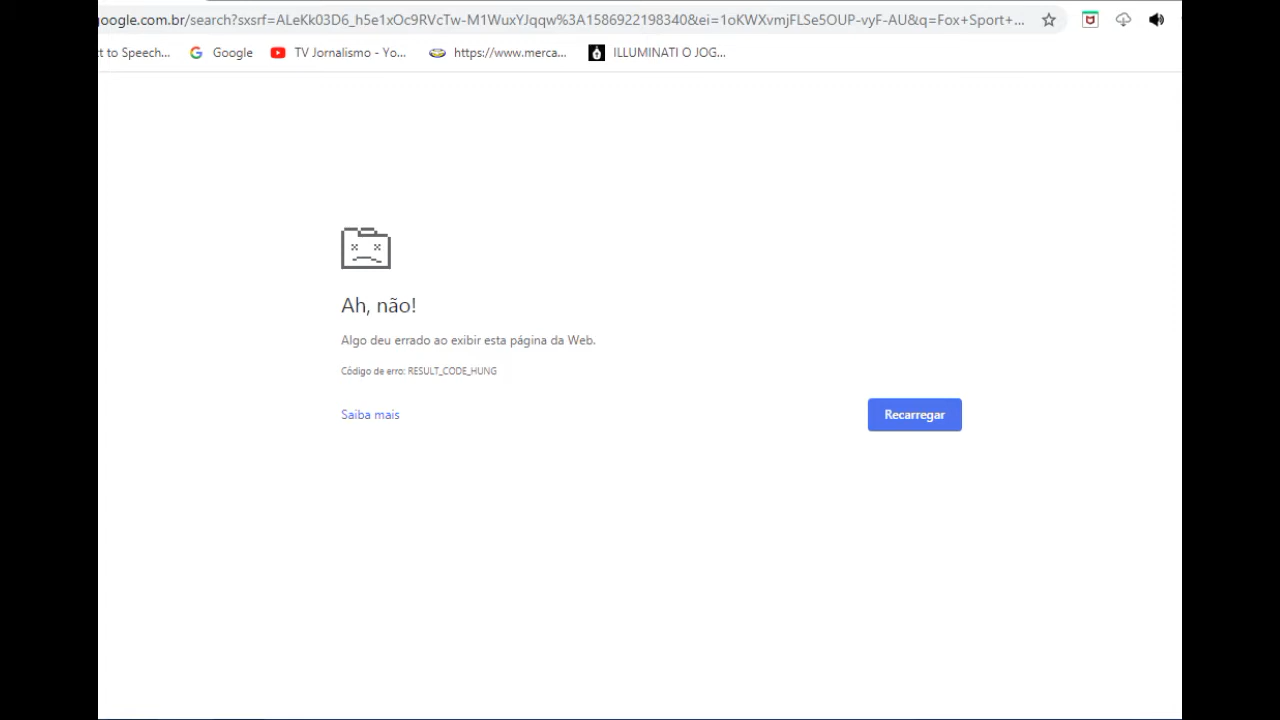 google.com.br/search?sxsrf=ALeKk03D6_h5e1xOc9RVcTw-M1WuxYJqqw%3A1586922198340&ei=1oKWXvmjFLSe5OUP-vyF-AU&q=Fox+Sport+...
t to Speech... Google TV Jornalismo - Yo... https://www.merca... ILLUMINATI O JOG...
Ah, não!
Algo deu errado ao exibir esta página da Web.
Código de erro: RESULT_CODE_HUNG
Saiba mais Recarregar